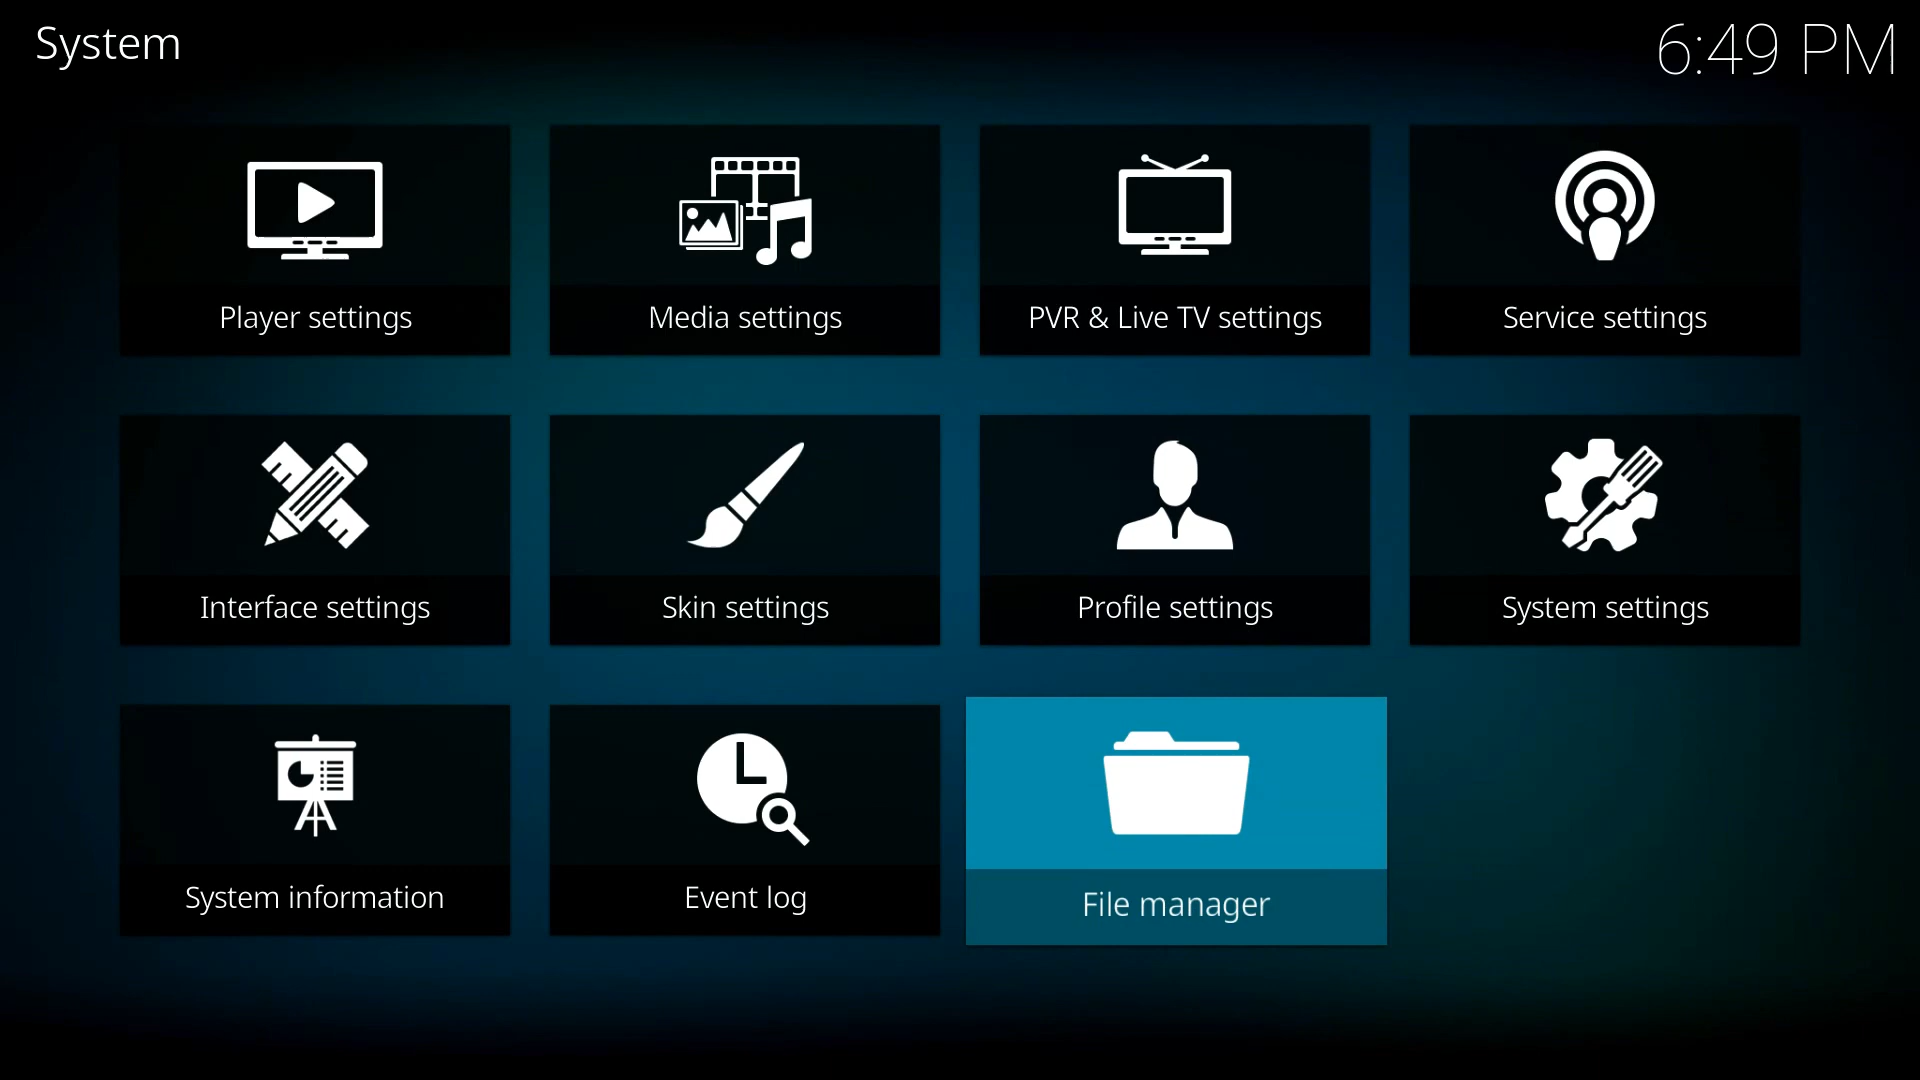 System
6:49 PM
Player settings
Media settings
PVR & Live TV settings
Service settings
Interface settings
Skin settings
Profile settings
System settings
System information
Event log
File manager